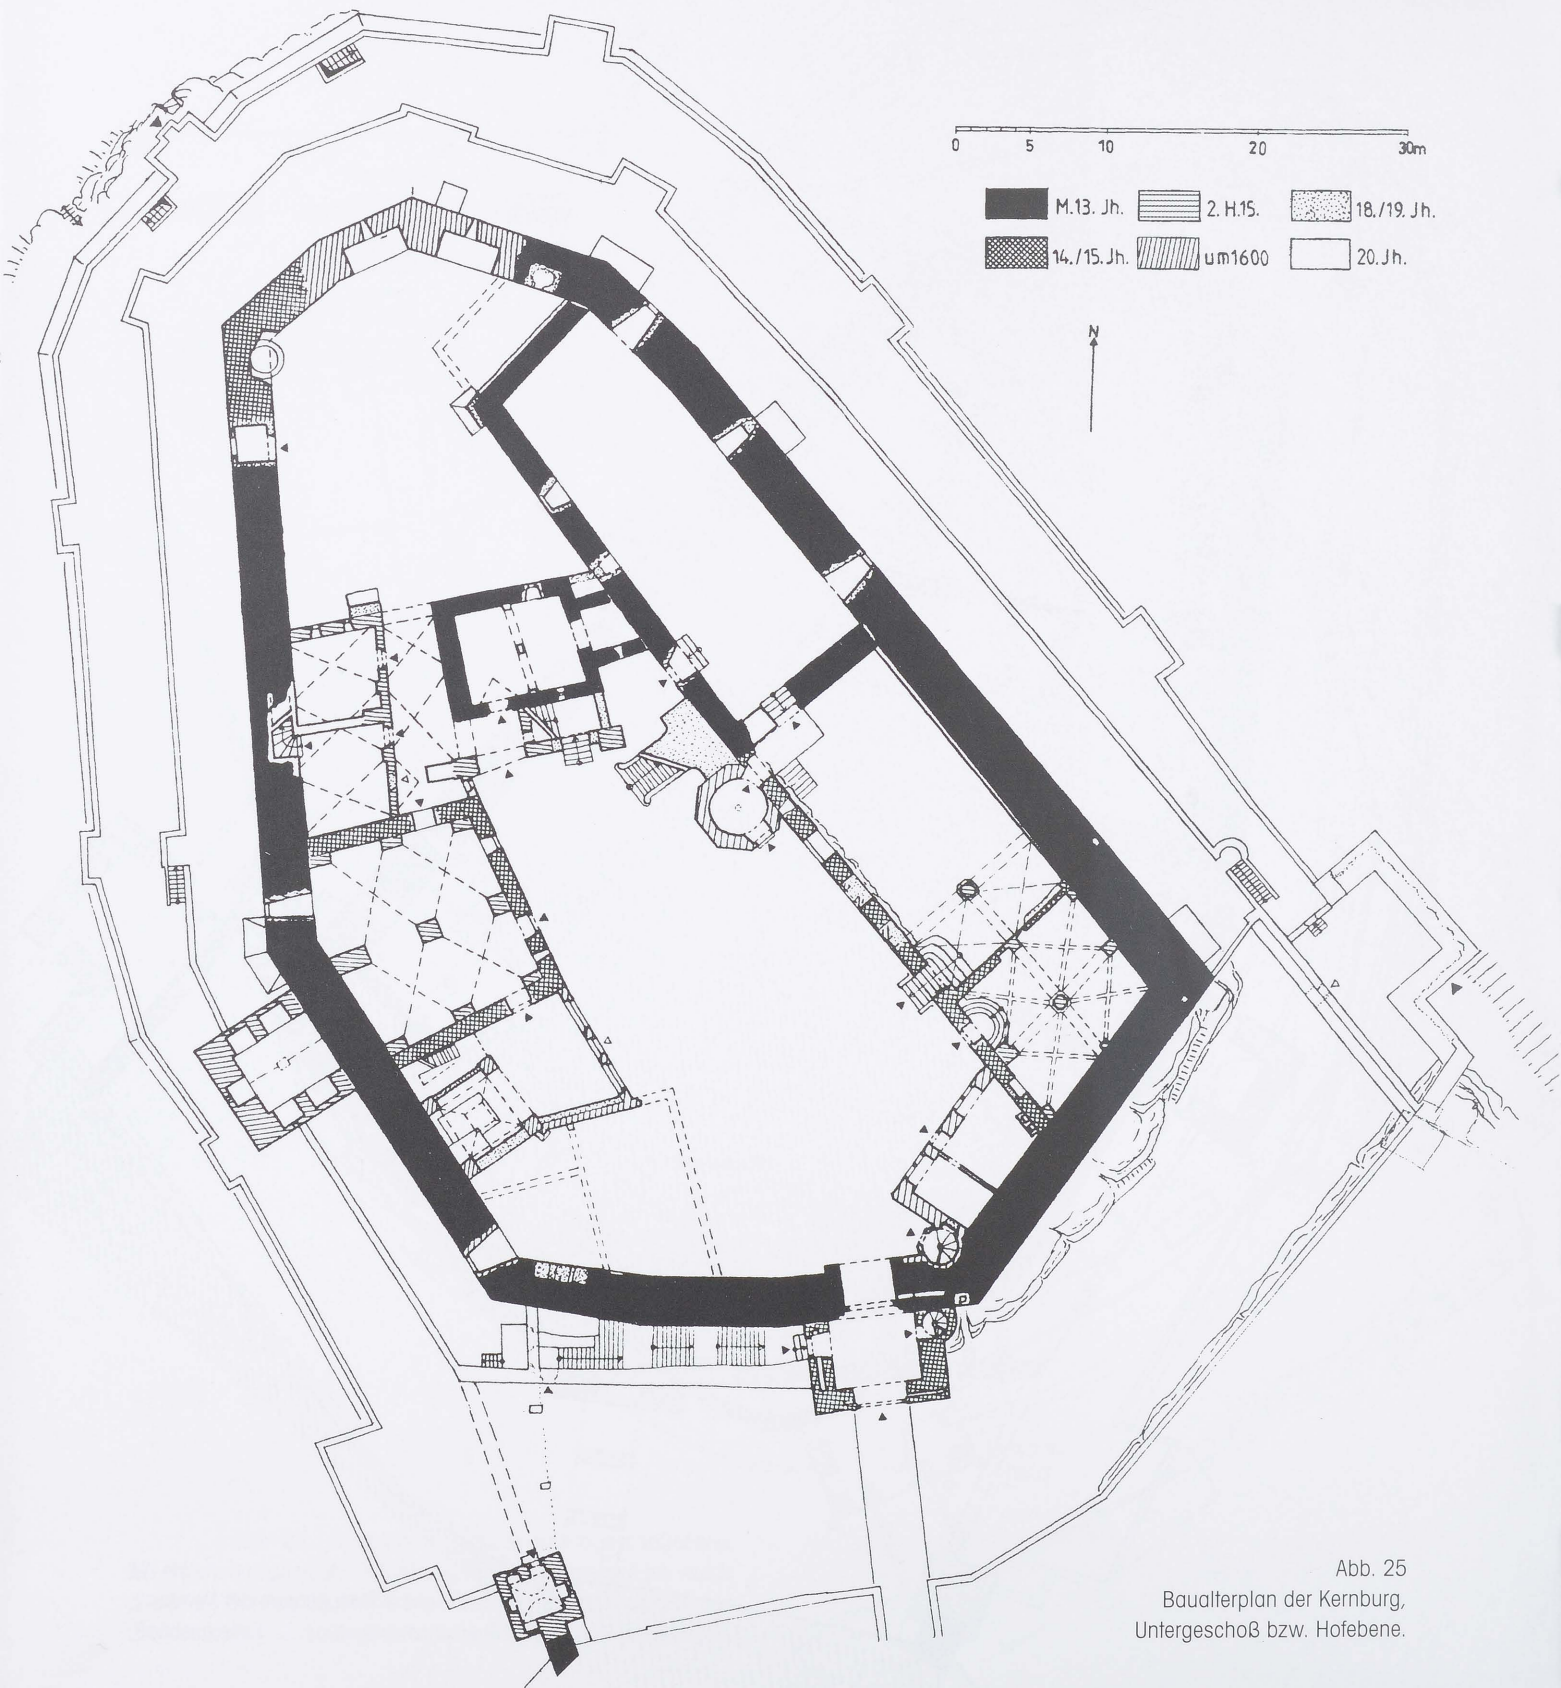 0 5 10 20 30m
M.13. Jh. 2.H.15. 18./19. Jh.
14./15. Jh. um1600 20. Jh.
N
P
Abb. 25
Baualterplan der Kernburg,
Untergeschoß bzw. Hofebene.